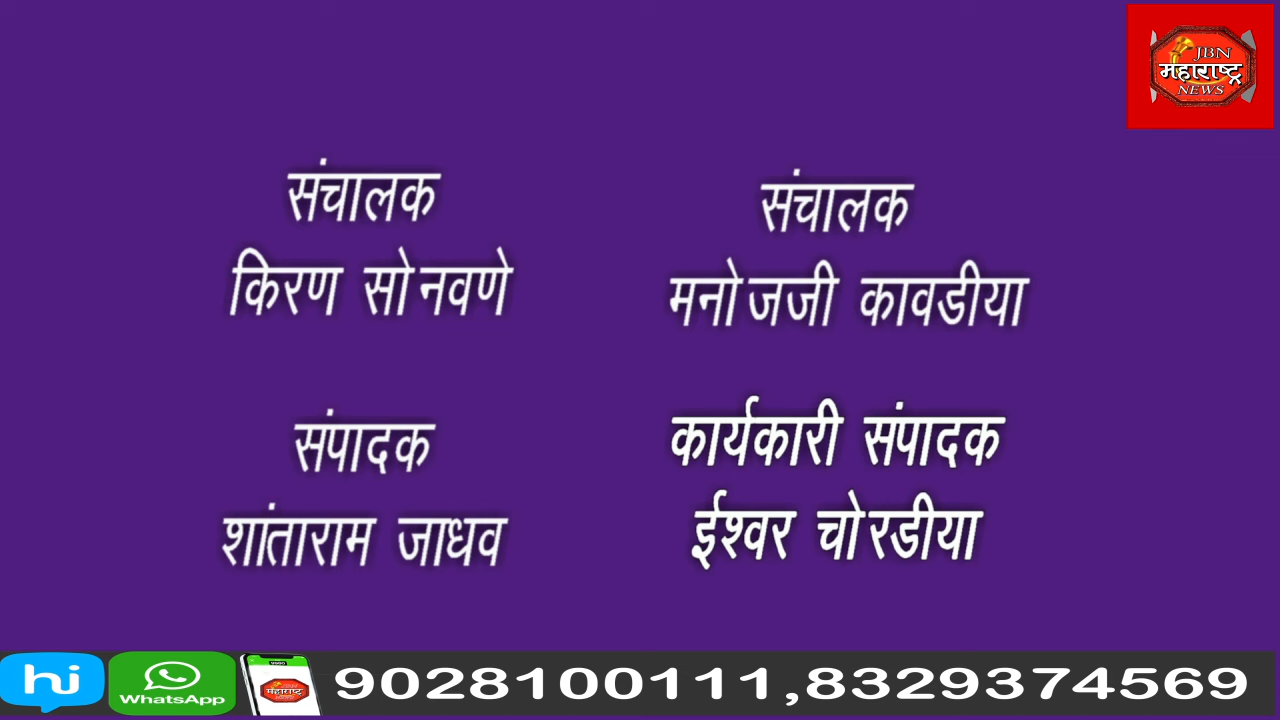 JBN
महाराष्ट्र
NEWS
संचालक
किरण सोनवणे
संचालक
मनोजजी कावडीया
संपादक
शांताराम जाधव
कार्यकारी संपादक
ईश्वर चोरडीया
hi
WhatsApp
महाराष्ट्र
9028100111,8329374569